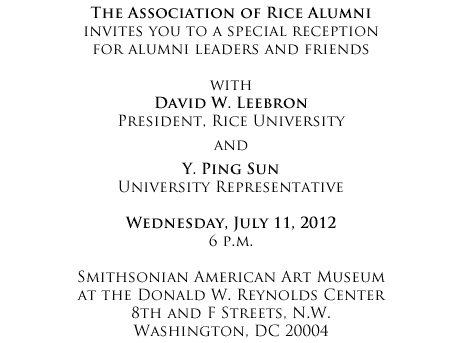 The Association of Rice Alumni
invites you to a special reception
for alumni leaders and friends
with
David W. Leebron
President, Rice University
and
Y. Ping Sun
University Representative
Wednesday, July 11, 2012
6 p.m.
Smithsonian American Art Museum
at the Donald W. Reynolds Center
8th and F Streets, N.W.
Washington, DC 20004